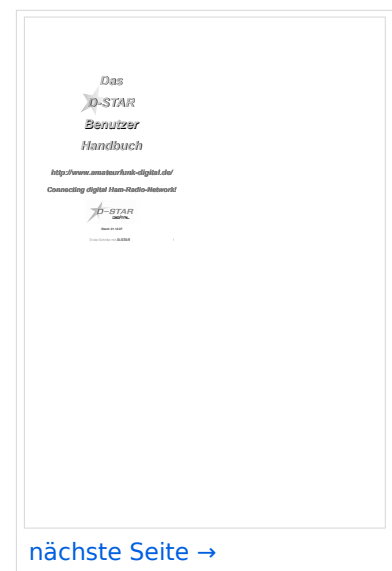 Das
D-STAR
Benutzer
Handbuch
http://www.amateurfunk-digital.de/
Connecting digital Ham-Radio-Network!
D-STAR
nächste Seite →